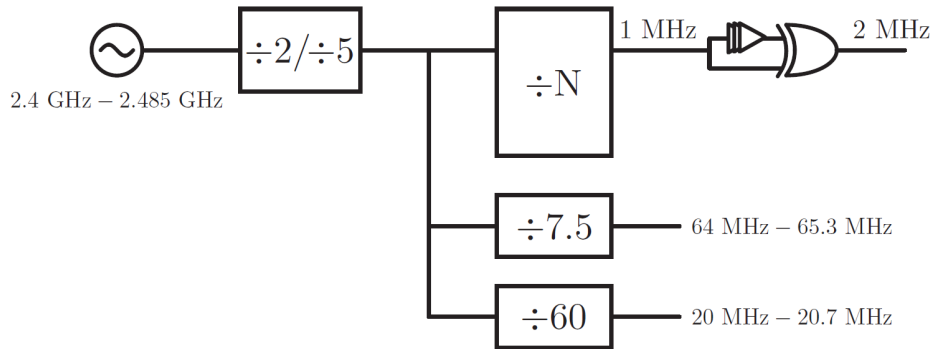 1 MHz
2 MHz
÷2/÷5
÷N
2.4 GHz – 2.485 GHz
÷7.5
64 MHz – 65.3 MHz
÷60
20 MHz – 20.7 MHz